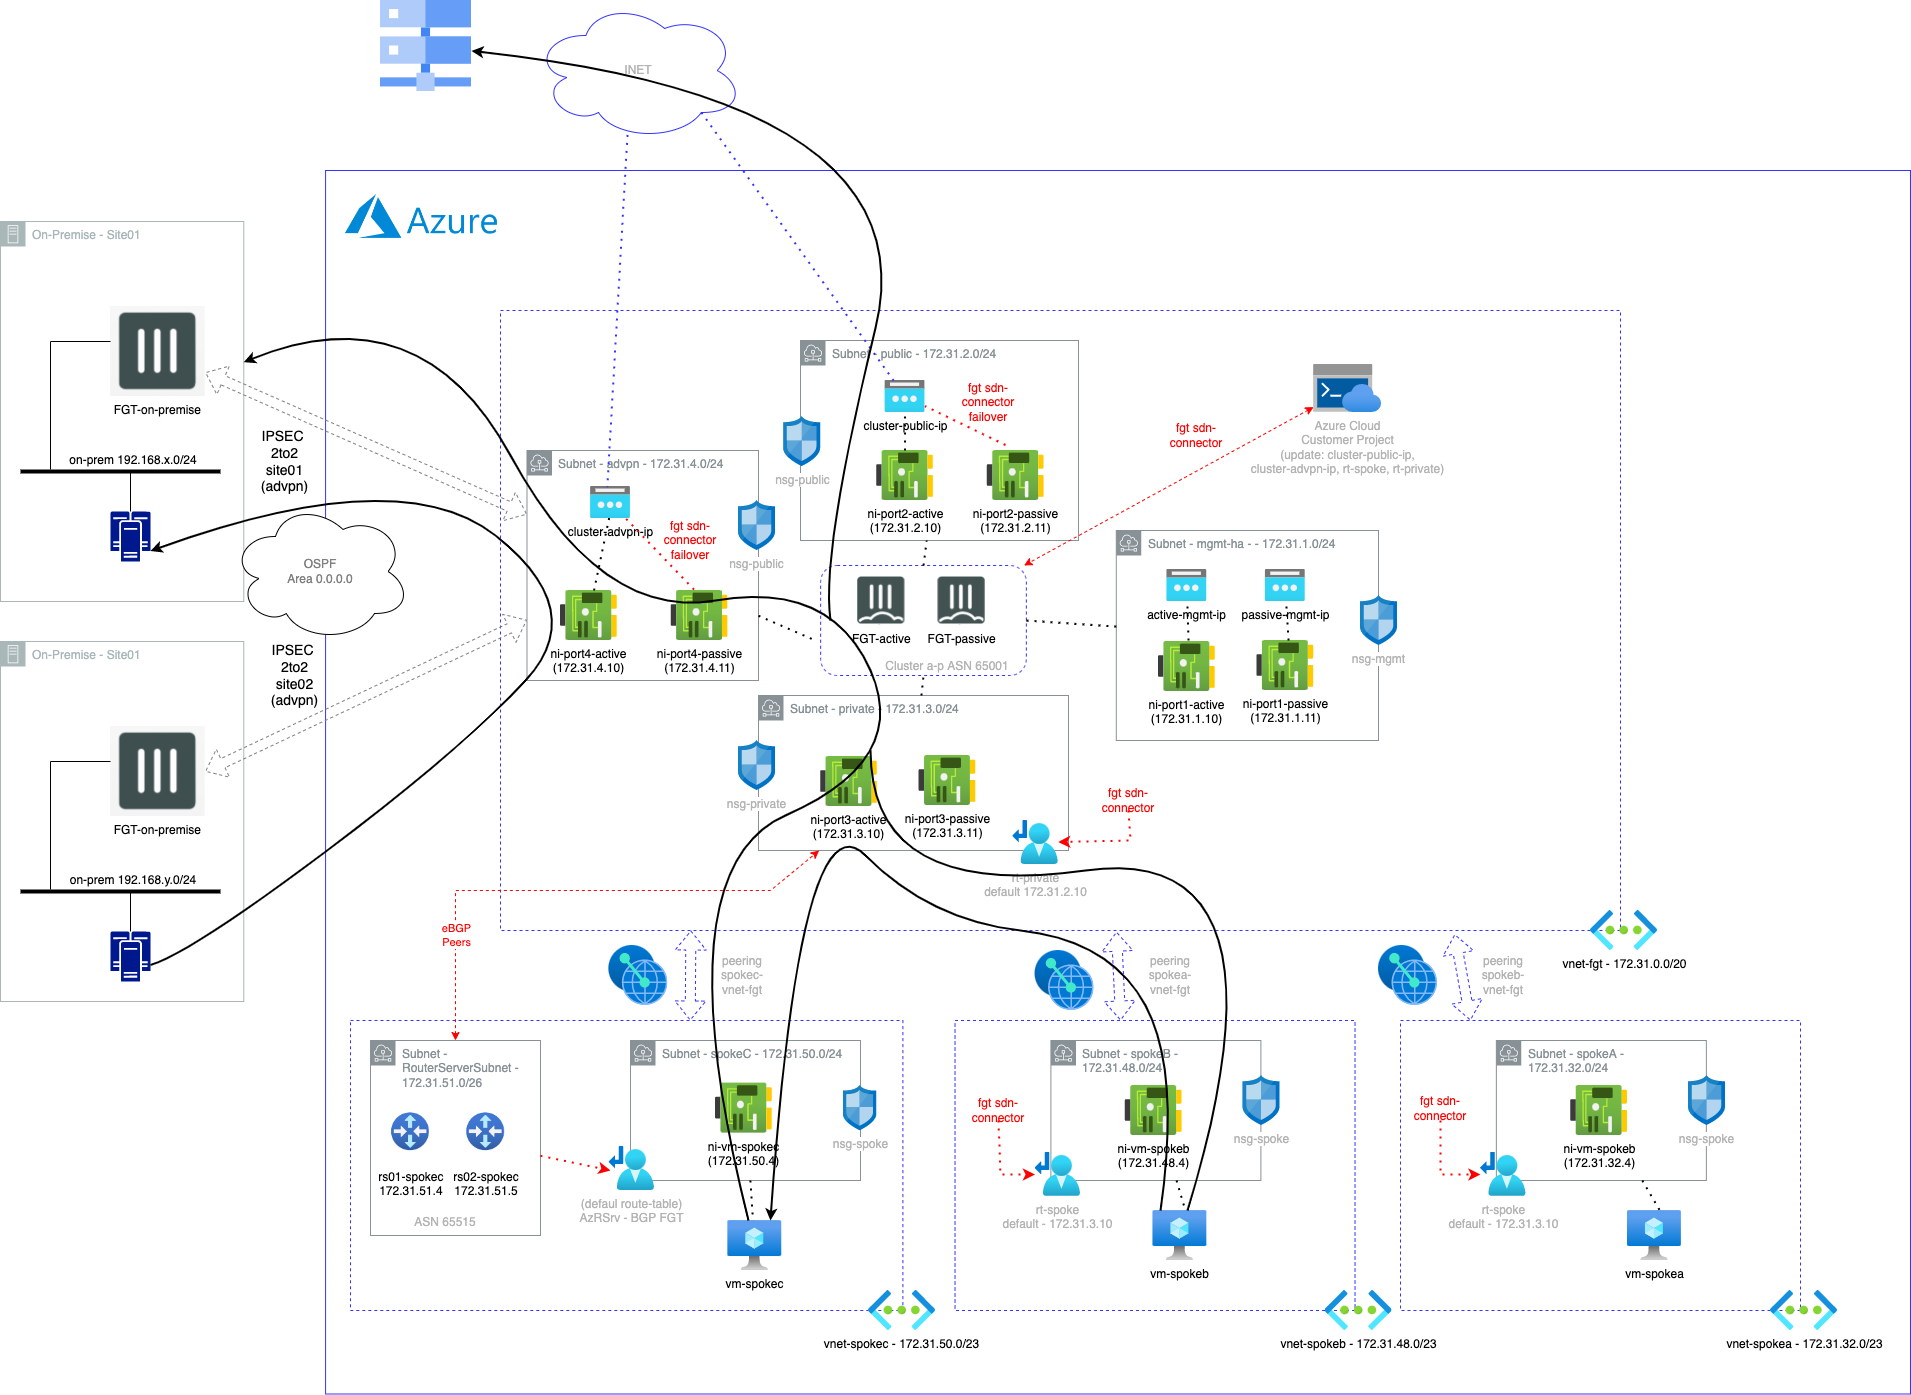 INET
Azure
On-Premise - Site01
FGT-on-premise
on-prem 192.168.x.0/24
IPSEC
2to2
site01
(advpn)
OSPF
Area 0.0.0.0
On-Premise - Site01
IPSEC
2to2
site02
(advpn)
FGT-on-premise
on-prem 192.168.y.0/24
Subnet - public - 172.31.2.0/24
cluster-public-ip
fgt sdn-
connector
failover
nsg-public
ni-port2-active
(172.31.2.10)
ni-port2-passive
(172.31.2.11)
fgt sdn-
connector
Azure Cloud
Customer Project
(update: cluster-public-ip,
cluster-advpn-ip, rt-spoke, rt-private)
Subnet - advpn - 172.31.4.0/24
cluster-advpn-ip
fgt sdn-
connector
failover
nsg-public
ni-port4-active
(172.31.4.10)
ni-port4-passive
(172.31.4.11)
FGT-active
FGT-passive
Cluster a-p ASN 65001
Subnet - mgmt-ha - - 172.31.1.0/24
active-mgmt-ip
passive-mgmt-ip
nsg-mgmt
ni-port1-active
(172.31.1.10)
ni-port1-passive
(172.31.1.11)
Subnet - private - 172.31.3.0/24
nsg-private
ni-port3-active
(172.31.3.10)
ni-port3-passive
(172.31.3.11)
fgt sdn-
connector
rt-private
default 172.31.2.10
eBGP
Peers
peering
spokec-
vnet-fgt
peering
spokea-
vnet-fgt
peering
spokeb-
vnet-fgt
vnet-fgt - 172.31.0.0/20
Subnet -
RouterServerSubnet -
172.31.51.0/26
rs01-spokec
172.31.51.4
rs02-spokec
172.31.51.5
ASN 65515
Subnet - spokeC - 172.31.50.0/24
ni-vm-spokec
(172.31.50.4)
nsg-spoke
(defaul route-table)
AzRSrv - BGP FGT
vm-spokec
vnet-spokec - 172.31.50.0/23
Subnet - spokeB -
172.31.48.0/24
fgt sdn-
connector
ni-vm-spokeb
(172.31.48.4)
nsg-spoke
rt-spoke
default - 172.31.3.10
vm-spokeb
vnet-spokeb - 172.31.48.0/23
Subnet - spokeA -
172.31.32.0/24
fgt sdn-
connector
ni-vm-spokeb
(172.31.32.4)
nsg-spoke
rt-spoke
default - 172.31.3.10
vm-spokea
vnet-spokea - 172.31.32.0/23